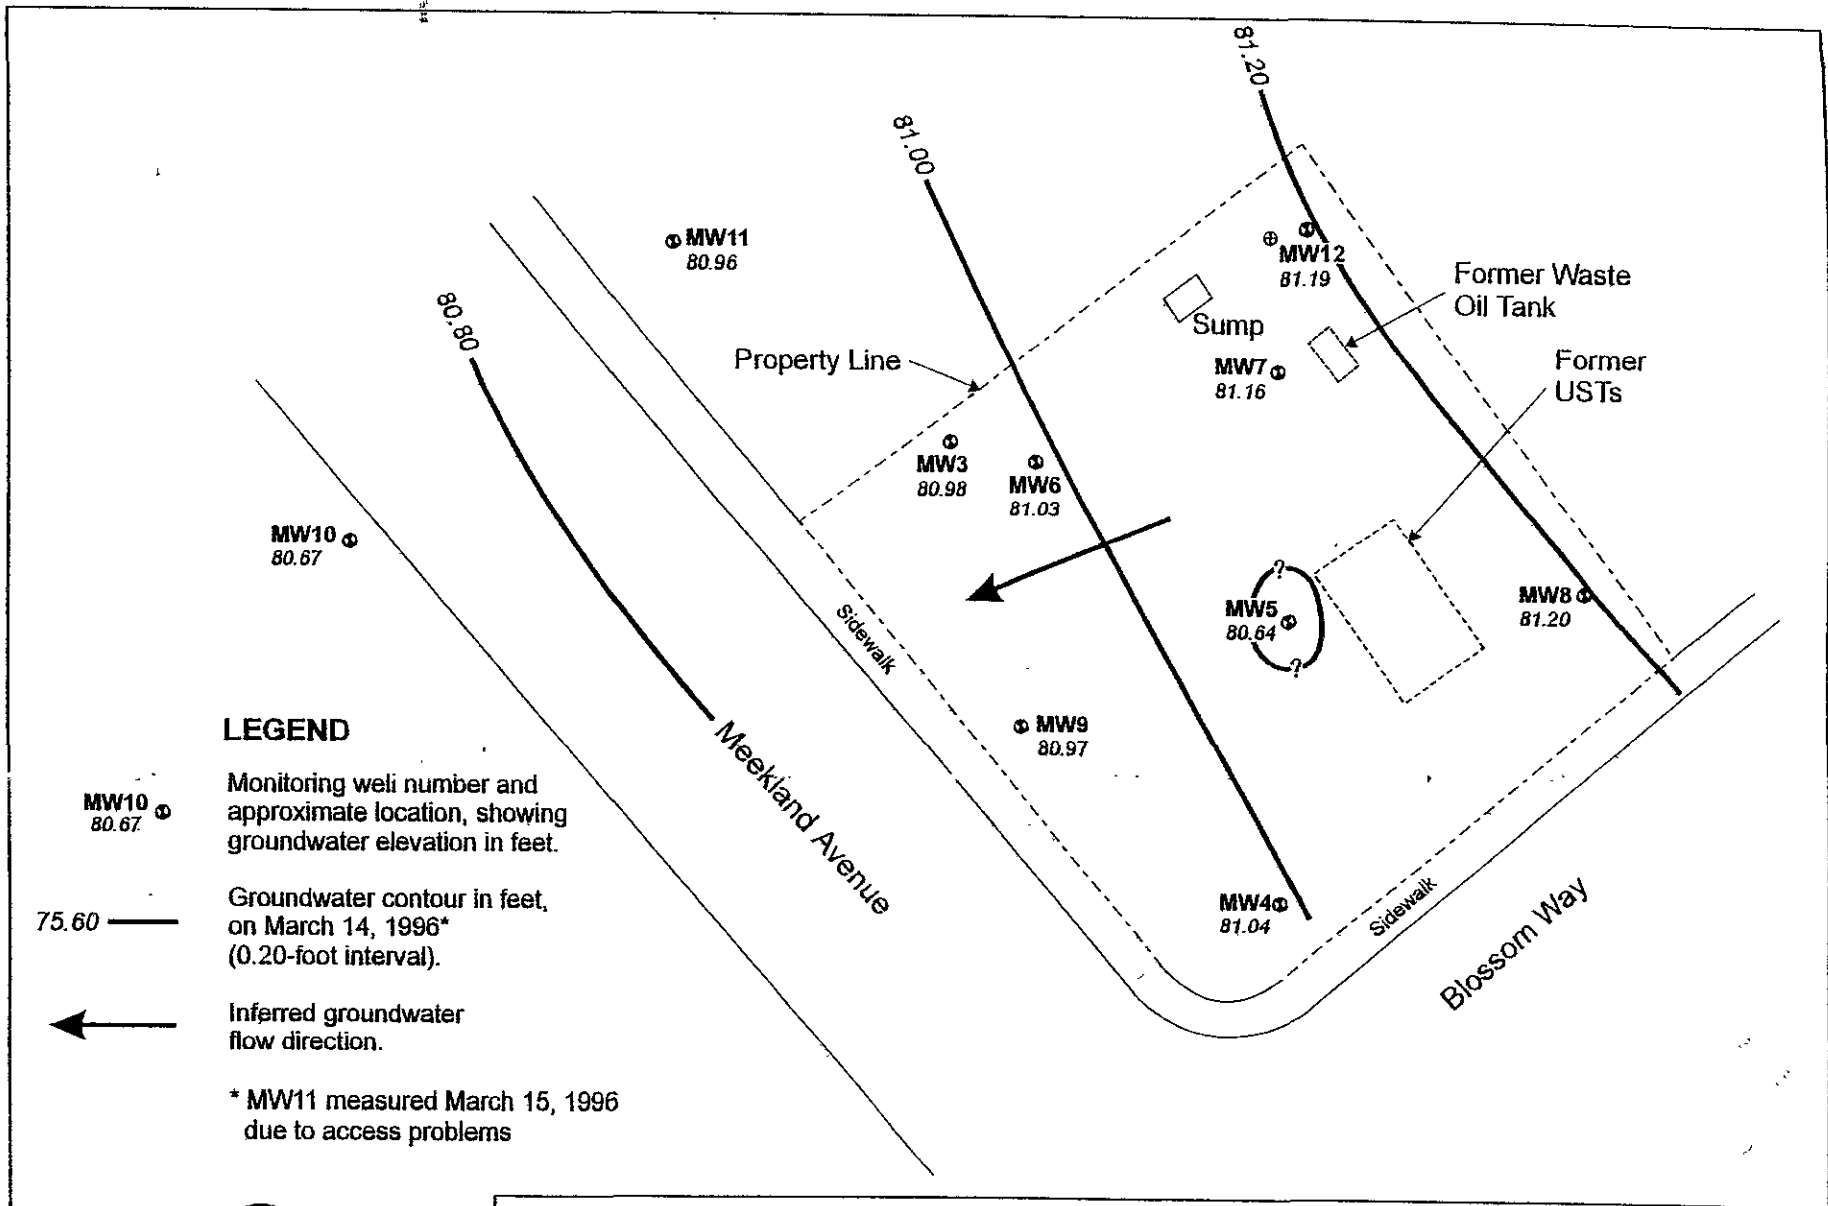 81.20
81.00
80.80
MW11
80.96
MW12
81.19
Former Waste
Oil Tank
Sump
Property Line
MW7
81.16
Former
USTs
MW3
80.98
MW6
81.03
MW10
80.67
Sidewalk
?
MW5
80.64
?
MW8
81.20
MW9
80.97
Meekland Avenue
MW4
81.04
Sidewalk
Blossom Way
LEGEND
MW10
80.67
Monitoring well number and
approximate location, showing
groundwater elevation in feet.
75.60
Groundwater contour in feet,
on March 14, 1996*
(0.20-foot interval).
Inferred groundwater
flow direction.
* MW11 measured March 15, 1996
due to access problems